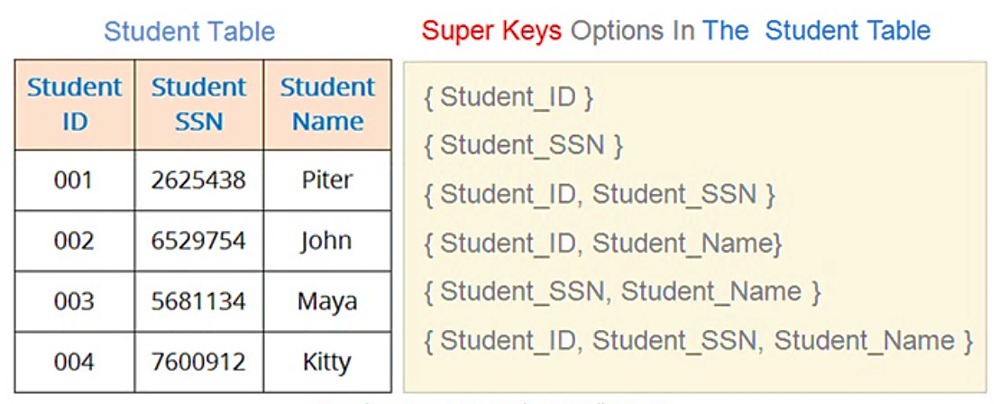 Student Table
Super Keys Options In The Student Table
Student ID Student SSN Student Name
001 2625438 Piter
002 6529754 John
003 5681134 Maya
004 7600912 Kitty
{ Student_ID }
{ Student_SSN }
{ Student_ID, Student_SSN }
{ Student_ID, Student_Name}
{ Student_SSN, Student_Name }
{ Student_ID, Student_SSN, Student_Name }